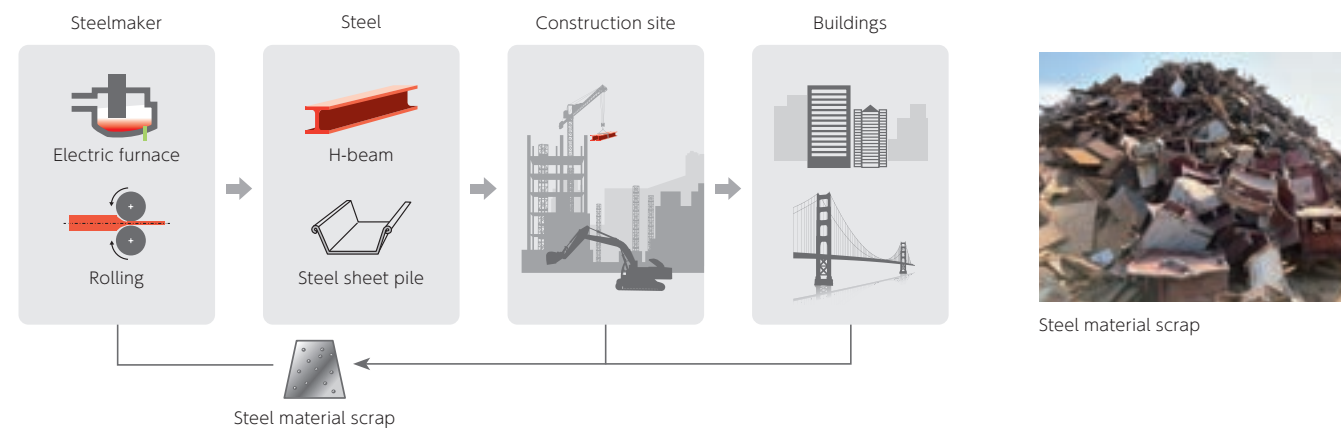 Steelmaker
Steel
Construction site
Buildings
Electric furnace
H-beam
Rolling
Steel sheet pile
Steel material scrap
Steel material scrap